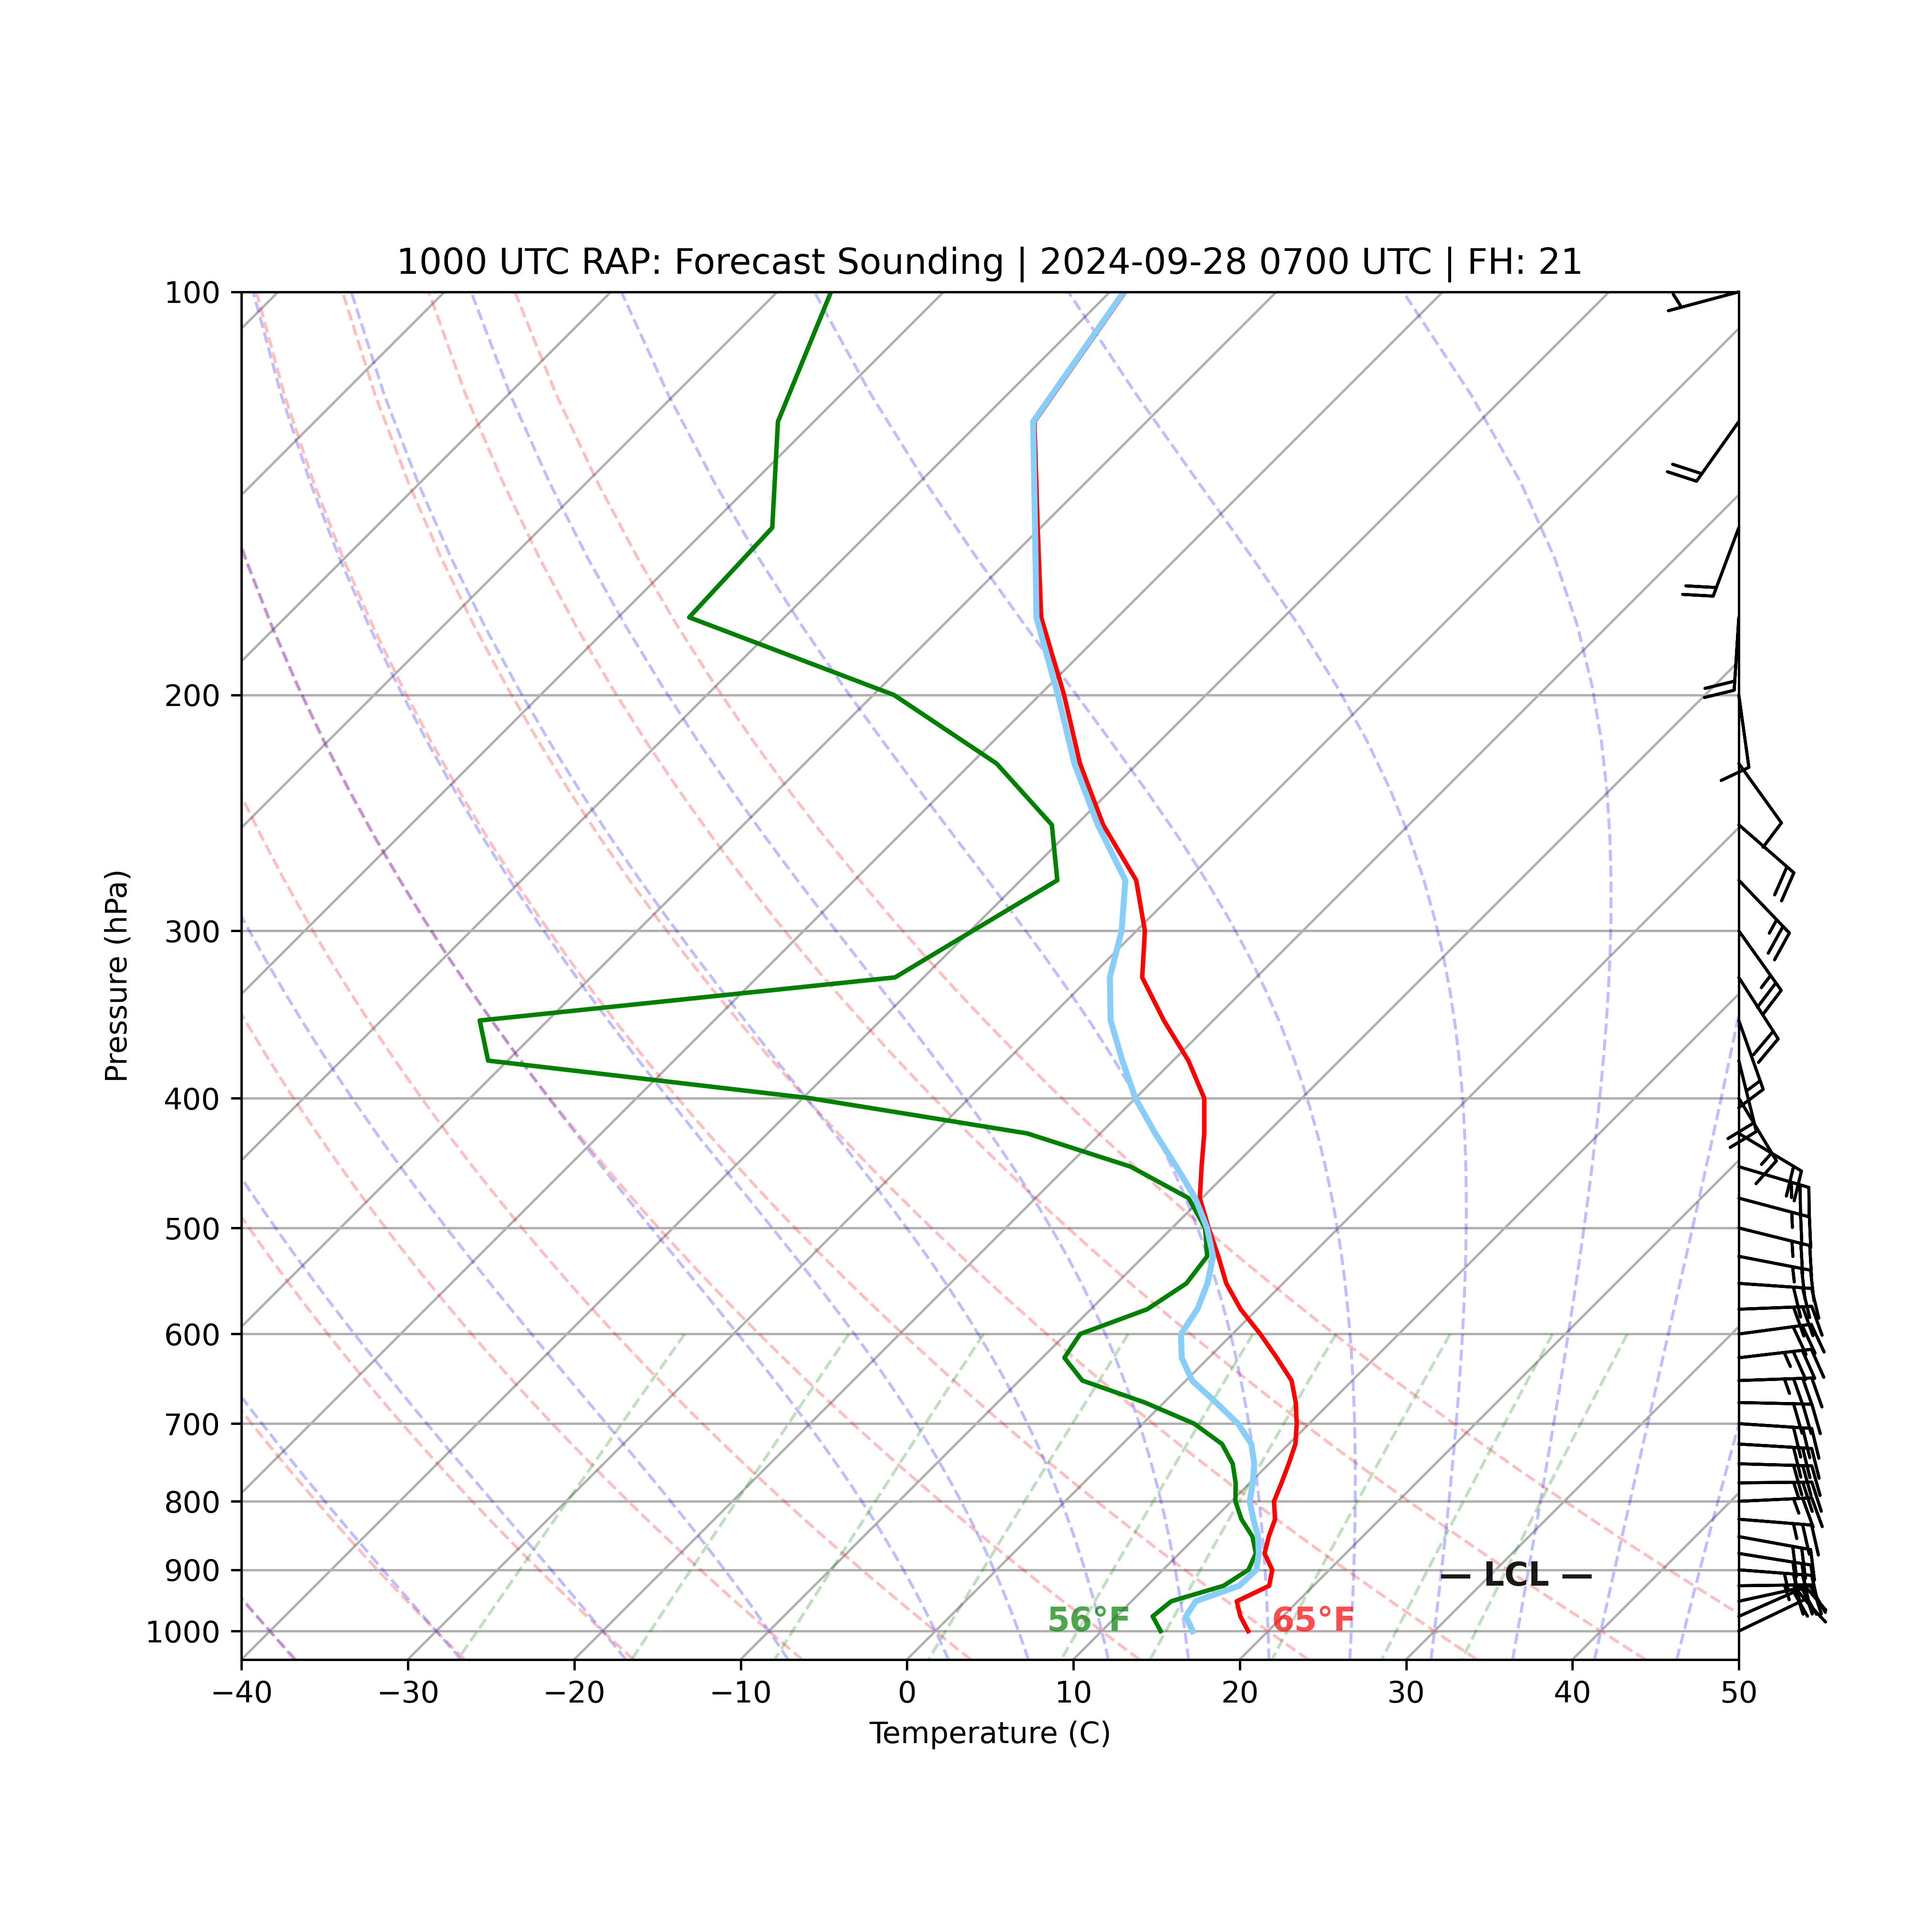 1000 UTC RAP: Forecast Sounding | 2024-09-28 0700 UTC | FH: 21
100
200
300
400
500
600
700
800
900
1000
Pressure (hPa)
— LCL —
56°F
65°F
−40 −30 −20 −10 0 10 20 30 40 50
Temperature (C)